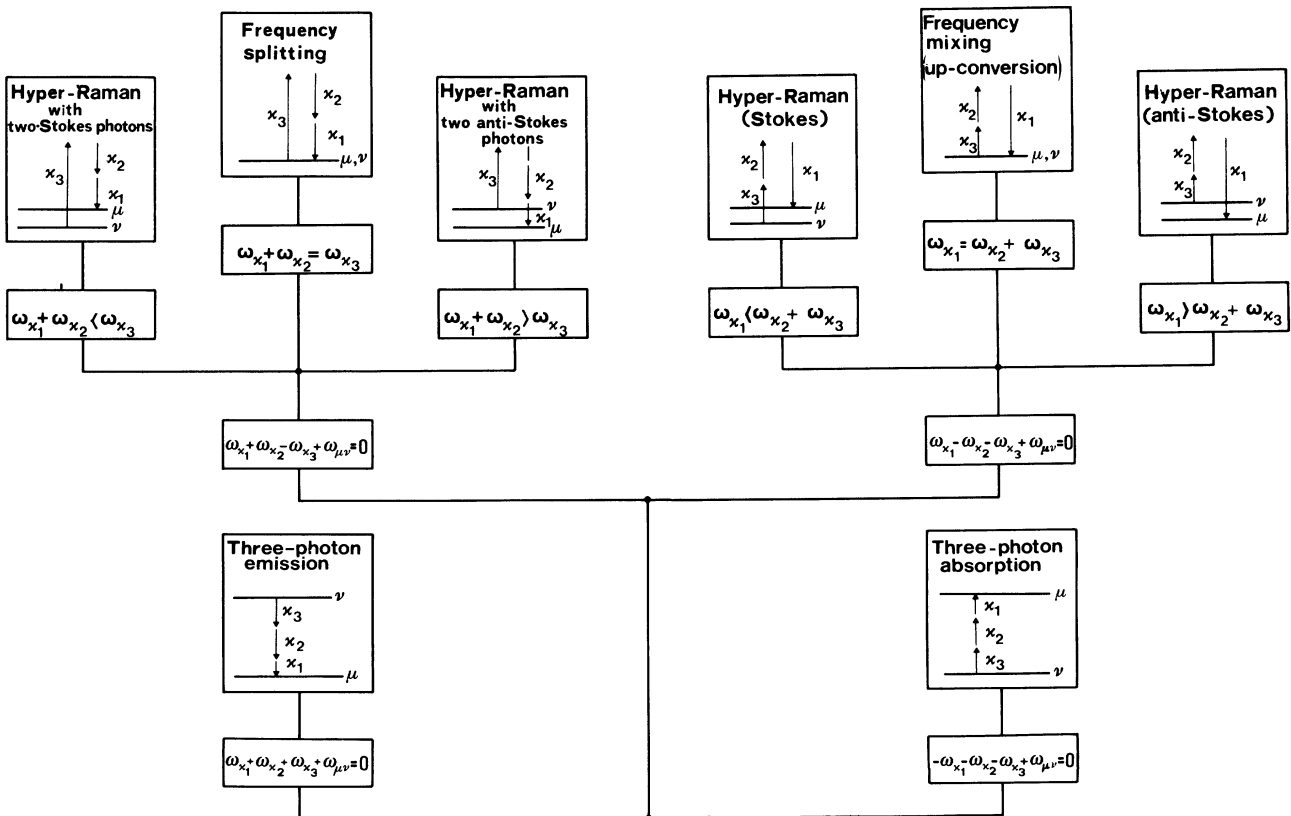 Frequency
splitting
ϰ3
ϰ2
ϰ1
μ,ν
Hyper-Raman
with
two-Stokes photons
ϰ3
ϰ2
ϰ1
μ
ν
Hyper-Raman
with
two anti-Stokes
photons
ϰ3
ϰ2
ν
ϰ1
μ
ωϰ1+ωϰ2=ωϰ3
ωϰ1+ωϰ2<ωϰ3
ωϰ1+ωϰ2>ωϰ3
Frequency
mixing
(up-conversion)
ϰ2
ϰ1
ϰ3
μ,ν
Hyper-Raman
(Stokes)
ϰ2
ϰ1
ϰ3
μ
ν
Hyper-Raman
(anti-Stokes)
ϰ2
ϰ1
ϰ3
ν
μ
ωϰ1=ωϰ2+ ωϰ3
ωϰ1<ωϰ2+ ωϰ3
ωϰ1>ωϰ2+ ωϰ3
ωϰ1+ωϰ2-ωϰ3+ωμν=0
ωϰ1-ωϰ2-ωϰ3+ωμν=0
Three-photon
emission
ν
ϰ3
ϰ2
ϰ1
μ
Three-photon
absorption
μ
ϰ1
ϰ2
ϰ3
ν
ωϰ1+ωϰ2+ωϰ3+ωμν=0
-ωϰ1-ωϰ2-ωϰ3+ωμν=0